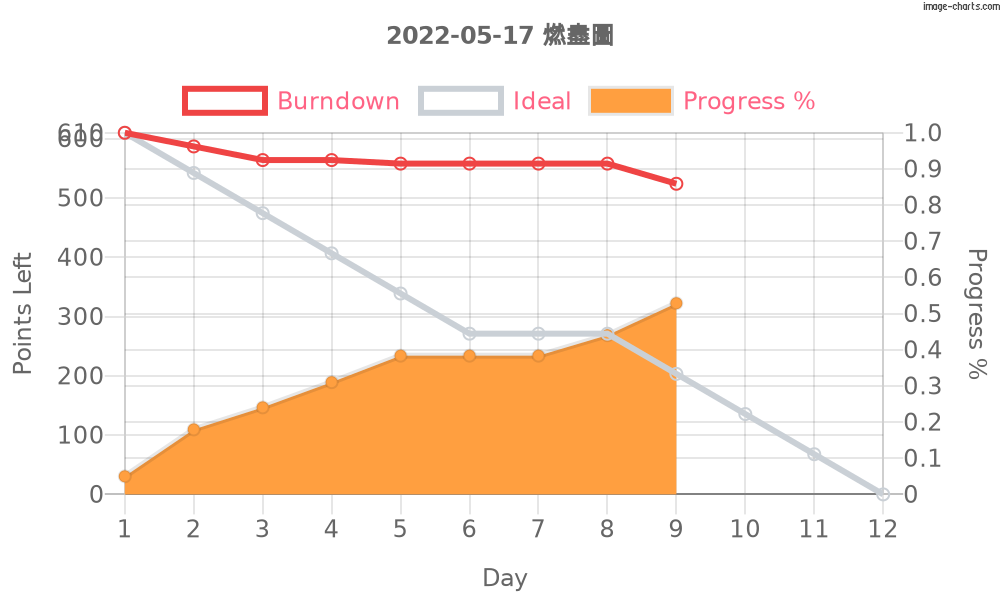 image-charts.com
2022-05-17 燃盡圖
Burndown Ideal Progress %
610
600
500
400
300
200
100
0
Points Left
1.0
0.9
0.8
0.7
0.6
0.5
0.4
0.3
0.2
0.1
0
Progress %
1 2 3 4 5 6 7 8 9 10 11 12
Day